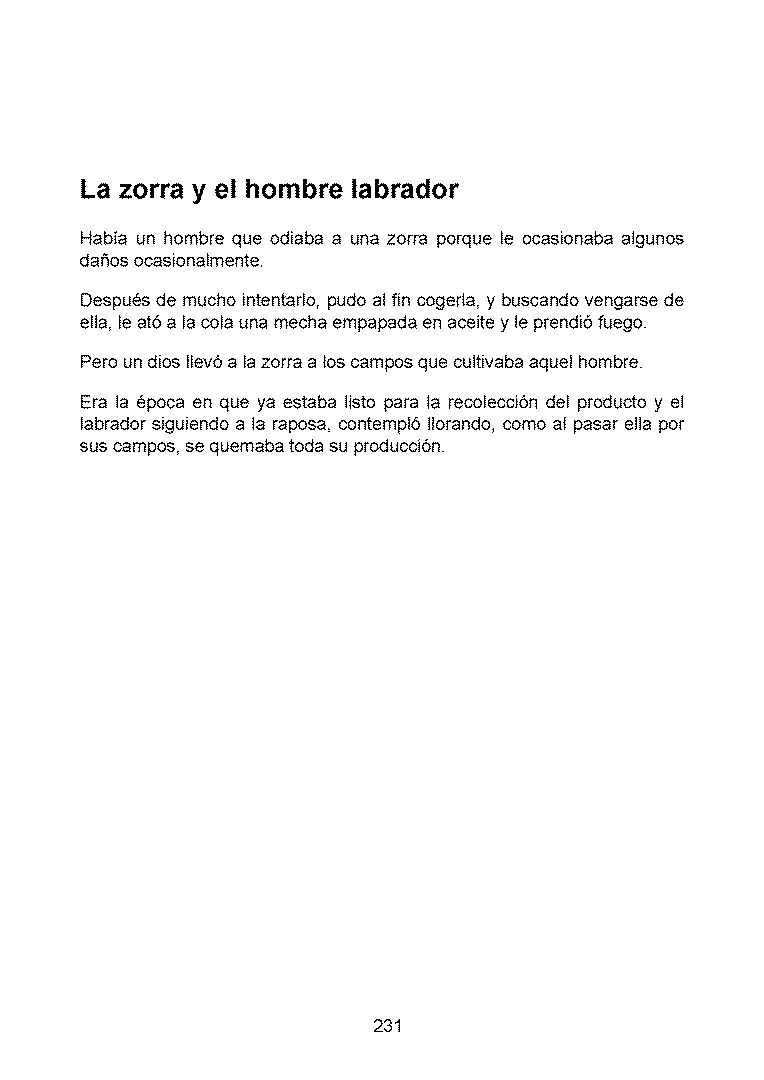 La zorra y el hombre labrador
Había un hombre que odiaba a una zorra porque le ocasionaba algunos
daños ocasionalmente.
Después de mucho intentarlo, pudo al fin cogerla, y buscando vengarse de
ella, le ató a la cola una mecha empapada en aceite y le prendió fuego.
Pero un dios llevó a la zorra a los campos que cultivaba aquel hombre.
Era la época en que ya estaba listo para la recolección del producto y el
labrador siguiendo a la raposa, contempló llorando, como al pasar ella por
sus campos, se quemaba toda su producción.
231